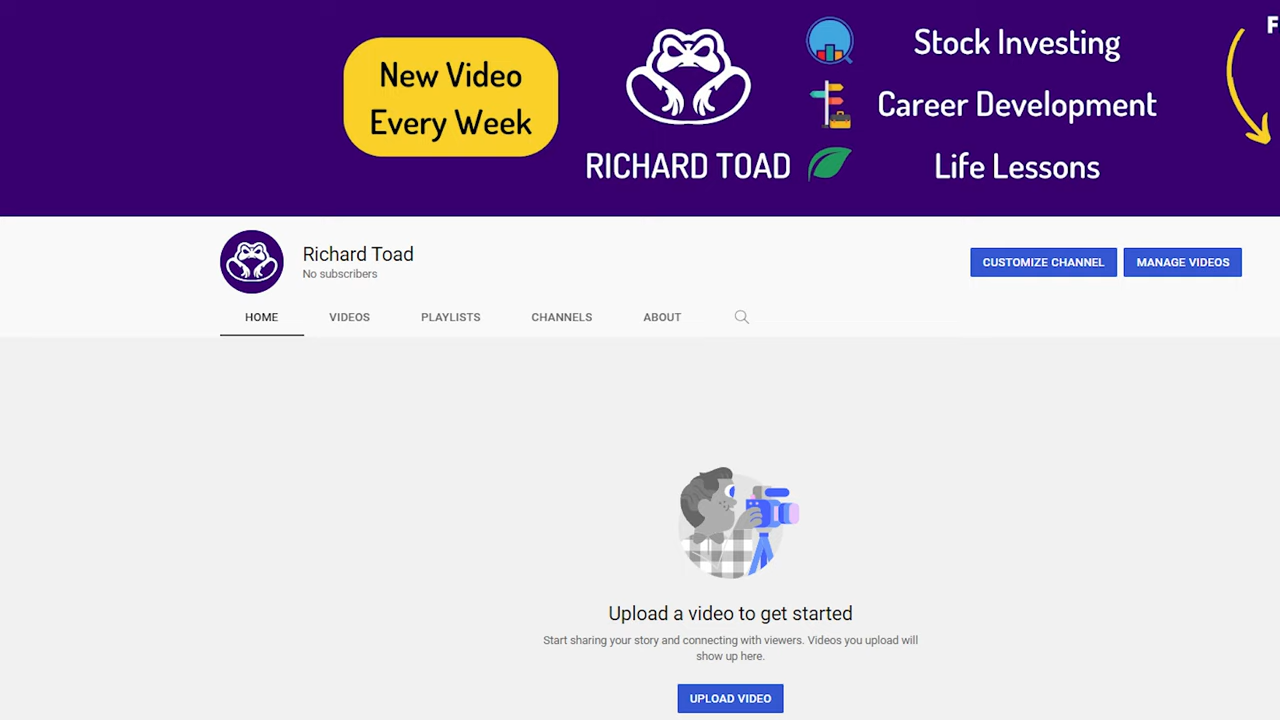 New Video
Every Week
RICHARD TOAD
Stock Investing
Career Development
Life Lessons
F
Richard Toad
No subscribers
CUSTOMIZE CHANNEL
MANAGE VIDEOS
HOME
VIDEOS
PLAYLISTS
CHANNELS
ABOUT
Upload a video to get started
Start sharing your story and connecting with viewers. Videos you upload will
show up here.
UPLOAD VIDEO